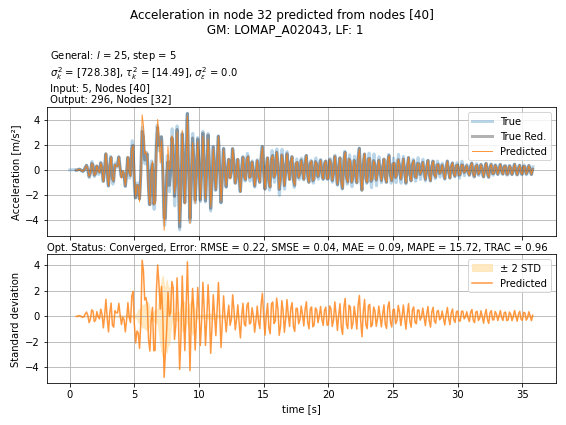 Acceleration in node 32 predicted from nodes [40]
GM: LOMAP_A02043, LF: 1
General: l = 25, step = 5
σ²ₖ = [728.38], τ²ₖ = [14.49], σ²ε = 0.0
Input: 5, Nodes [40]
Output: 296, Nodes [32]
True
True Red.
Predicted
Acceleration [m/s²]
4
2
0
−2
−4
Opt. Status: Converged, Error: RMSE = 0.22, SMSE = 0.04, MAE = 0.09, MAPE = 15.72, TRAC = 0.96
± 2 STD
Predicted
Standard deviation
4
2
0
−2
−4
0 5 10 15 20 25 30 35
time [s]